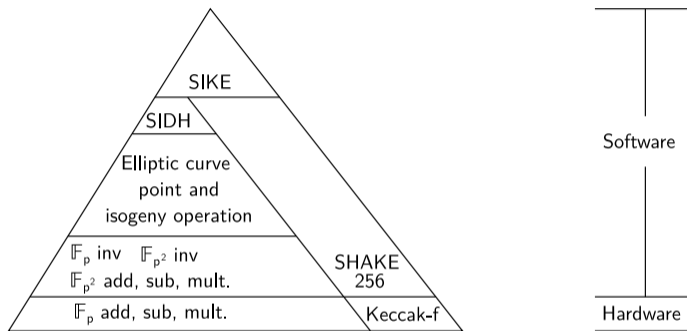 SIKE
SIDH
Elliptic curve
point and
isogeny operation
𝔽ₚ inv 𝔽ₚ² inv
𝔽ₚ² add, sub, mult.
SHAKE
256
𝔽ₚ add, sub, mult.
Keccak-f
Software
Hardware